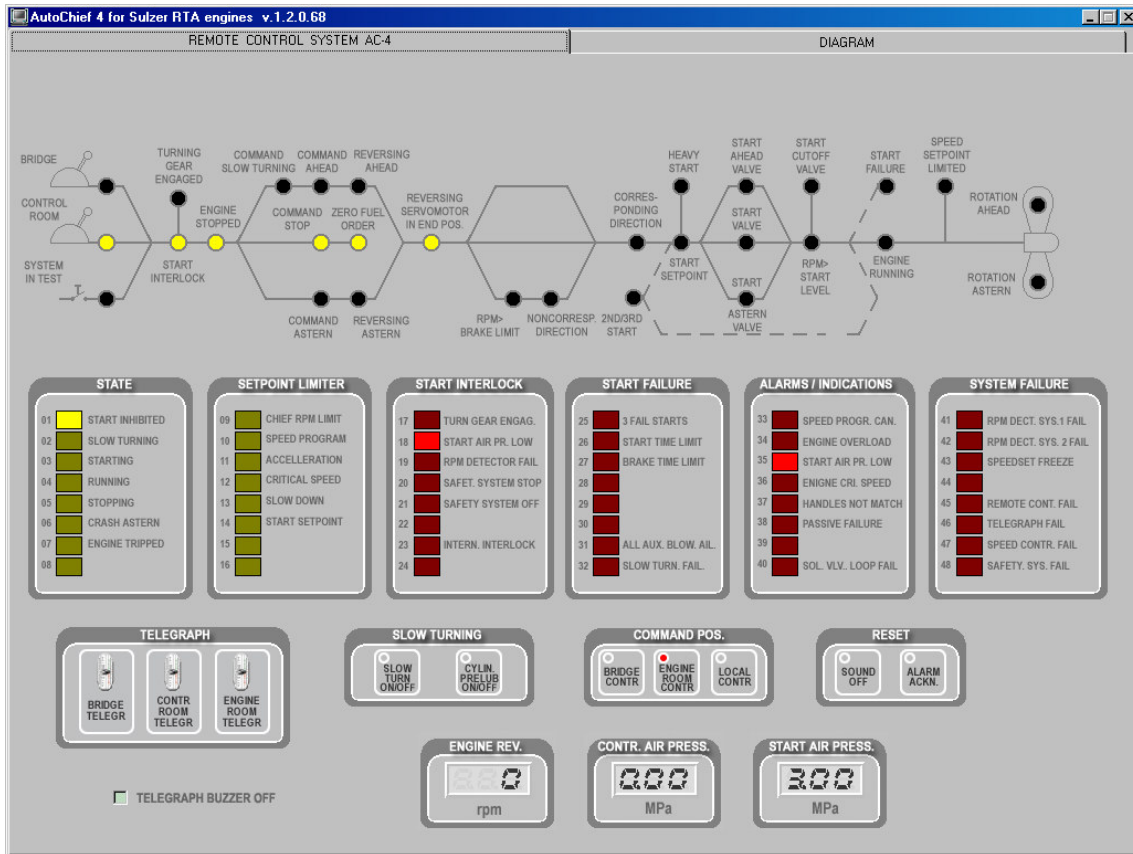 AutoChief 4 for Sulzer RTA engines v.1.2.0.68
REMOTE CONTROL SYSTEM AC-4
DIAGRAM
BRIDGE
CONTROL
ROOM
SYSTEM
IN TEST
TURNING
GEAR
ENGAGED
START
INTERLOCK
ENGINE
STOPPED
COMMAND
SLOW TURNING
COMMAND
AHEAD
REVERSING
AHEAD
COMMAND
STOP
ZERO FUEL
ORDER
COMMAND
ASTERN
REVERSING
ASTERN
REVERSING
SERVOMOTOR
IN END POS.
RPM>
BRAKE LIMIT
NONCORRESP.
DIRECTION
CORRES-
PONDING
DIRECTION
2ND/3RD
START
HEAVY
START
START
SETPOINT
START
AHEAD
VALVE
START
VALVE
START
ASTERN
VALVE
START
CUTOFF
VALVE
RPM>
START
LEVEL
START
FAILURE
ENGINE
RUNNING
SPEED
SETPOINT
LIMITED
ROTATION
AHEAD
ROTATION
ASTERN
STATE
01 START INHIBITED
02 SLOW TURNING
03 STARTING
04 RUNNING
05 STOPPING
06 CRASH ASTERN
07 ENGINE TRIPPED
08
SETPOINT LIMITER
09 CHIEF RPM LIMIT
10 SPEED PROGRAM
11 ACCELLERATION
12 CRITICAL SPEED
13 SLOW DOWN
14 START SETPOINT
15
16
START INTERLOCK
17 TURN GEAR ENGAG.
18 START AIR PR. LOW
19 RPM DETECTOR FAIL
20 SAFET. SYSTEM STOP
21 SAFETY SYSTEM OFF
22
23 INTERN. INTERLOCK
24
START FAILURE
25 3 FAIL STARTS
26 START TIME LIMIT
27 BRAKE TIME LIMIT
28
29
30
31 ALL AUX. BLOW. AIL.
32 SLOW TURN. FAIL.
ALARMS / INDICATIONS
33 SPEED PROGR. CAN.
34 ENGINE OVERLOAD
35 START AIR PR. LOW
36 ENIGNE CRI. SPEED
37 HANDLES NOT MATCH
38 PASSIVE FAILURE
39
40 SOL. VLV.. LOOP FAIL
SYSTEM FAILURE
41 RPM DECT. SYS.1 FAIL
42 RPM DECT. SYS. 2 FAIL
43 SPEEDSET FREEZE
44
45 REMOTE CONT. FAIL
46 TELEGRAPH FAIL
47 SPEED CONTR. FAIL
48 SAFETY. SYS. FAIL
TELEGRAPH
BRIDGE
TELEGR
CONTR
ROOM
TELEGR
ENGINE
ROOM
TELEGR
SLOW TURNING
SLOW
TURN
ON/OFF
CYLIN.
PRELUB
ON/OFF
COMMAND POS.
BRIDGE
CONTR
ENGINE
ROOM
CONTR
LOCAL
CONTR
RESET
SOUND
OFF
ALARM
ACKN.
TELEGRAPH BUZZER OFF
ENGINE REV.
0
rpm
CONTR. AIR PRESS.
0.00
MPa
START AIR PRESS.
3.00
MPa